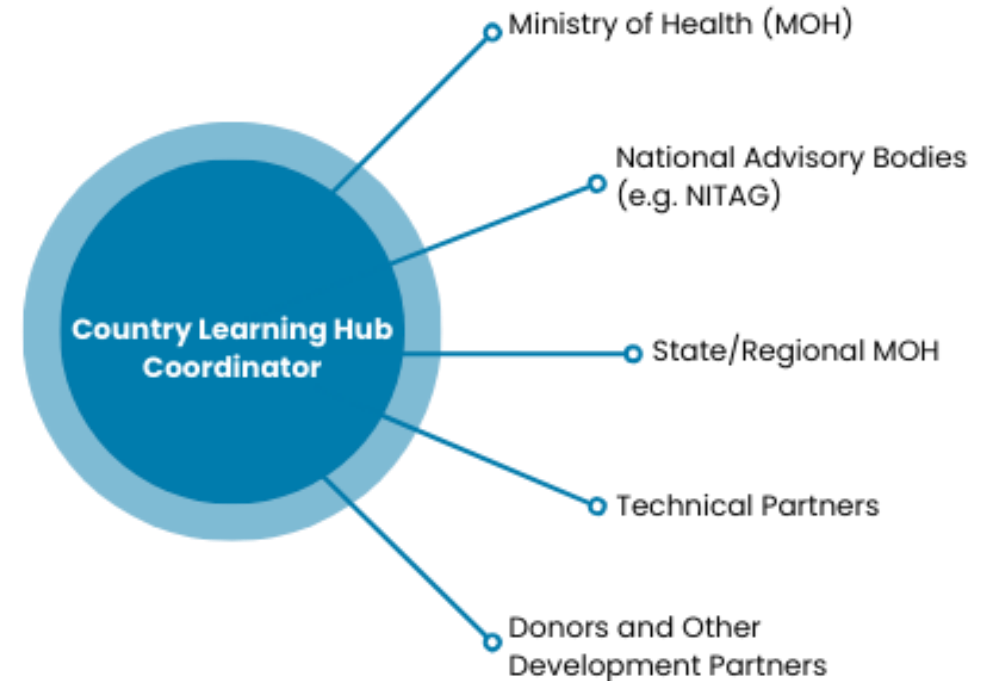 Ministry of Health (MOH)
National Advisory Bodies
(e.g. NITAG)
Country Learning Hub
Coordinator
State/Regional MOH
Technical Partners
Donors and Other
Development Partners